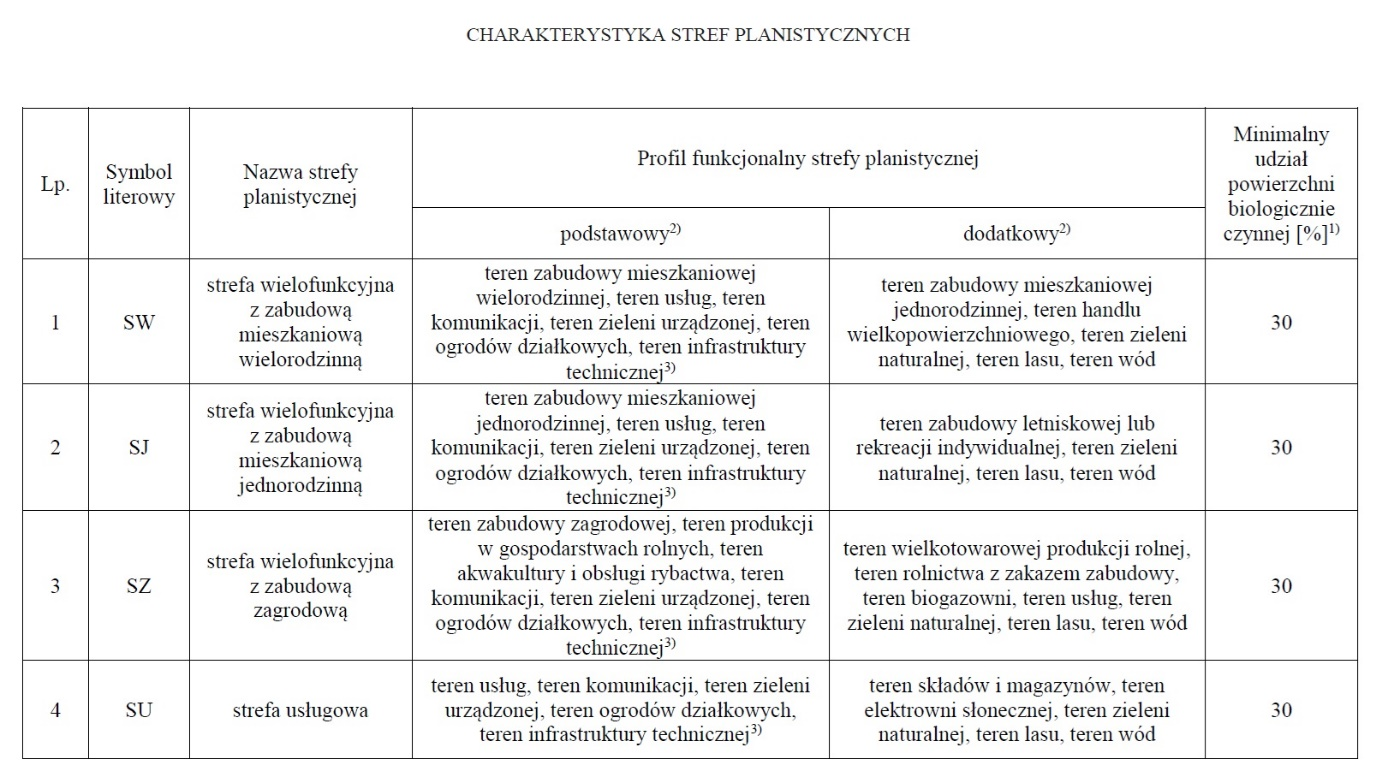 CHARAKTERYSTYKA STREF PLANISTYCZNYCH
Lp.
Symbol
literowy
Nazwa strefy
planistycznej
Profil funkcjonalny strefy planistycznej
Minimalny
udział
powierzchni
biologicznie
czynnej [%]1)
podstawowy2)
dodatkowy2)
1
SW
strefa wielofunkcyjna
z zabudową
mieszkaniową
wielorodzinną
teren zabudowy mieszkaniowej
wielorodzinnej, teren usług, teren
komunikacji, teren zieleni urządzonej, teren
ogrodów działkowych, teren infrastruktury
technicznej3)
teren zabudowy mieszkaniowej
jednorodzinnej, teren handlu
wielkopowierzchniowego, teren zieleni
naturalnej, teren lasu, teren wód
30
2
SJ
strefa wielofunkcyjna
z zabudową
mieszkaniową
jednorodzinną
teren zabudowy mieszkaniowej
jednorodzinnej, teren usług, teren
komunikacji, teren zieleni urządzonej, teren
ogrodów działkowych, teren infrastruktury
technicznej3)
teren zabudowy letniskowej lub
rekreacji indywidualnej, teren zieleni
naturalnej, teren lasu, teren wód
30
3
SZ
strefa wielofunkcyjna
z zabudową
zagrodową
teren zabudowy zagrodowej, teren produkcji
w gospodarstwach rolnych, teren
akwakultury i obsługi rybactwa, teren
komunikacji, teren zieleni urządzonej, teren
ogrodów działkowych, teren infrastruktury
technicznej3)
teren wielkotowarowej produkcji rolnej,
teren rolnictwa z zakazem zabudowy,
teren biogazowni, teren usług, teren
zieleni naturalnej, teren lasu, teren wód
30
4
SU
strefa usługowa
teren usług, teren komunikacji, teren zieleni
urządzonej, teren ogrodów działkowych,
teren infrastruktury technicznej3)
teren składów i magazynów, teren
elektrowni słonecznej, teren zieleni
naturalnej, teren lasu, teren wód
30